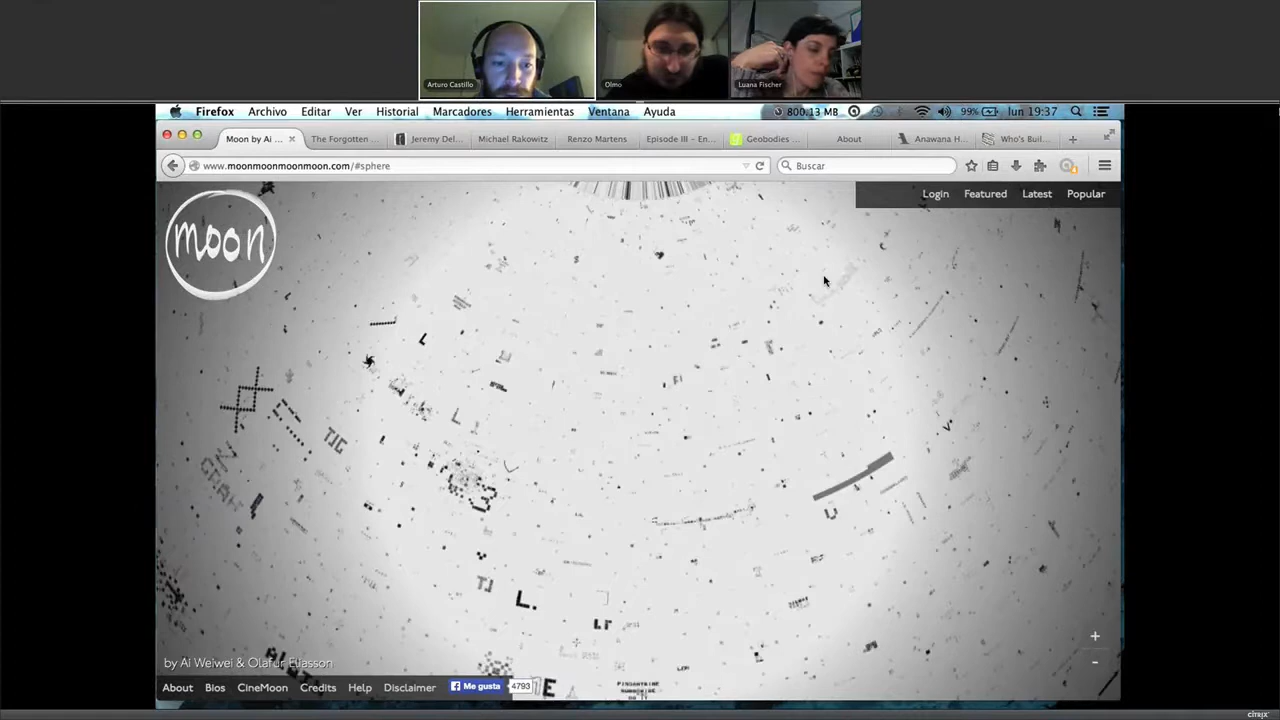 Arturo Castillo
Olmo
Luana Fischer
Firefox Archivo Editar Ver Historial Marcadores Herramientas Ventana Ayuda 800.13 MB 99% lun 19:37
Moon by Ai ... The Forgotten ... Jeremy Del... Michael Rakowitz Renzo Martens Episode III - En... Geobodies ... About Anawana H... Who's Buil...
www.moonmoonmoonmoon.com/#sphere Buscar
Login Featured Latest Popular
moon
L
TJC
L
V
U
TJ
L.
by Ai Weiwei & Olafur Eliasson
About Bios CineMoon Credits Help Disclaimer Me gusta 4793
E
CITRIX